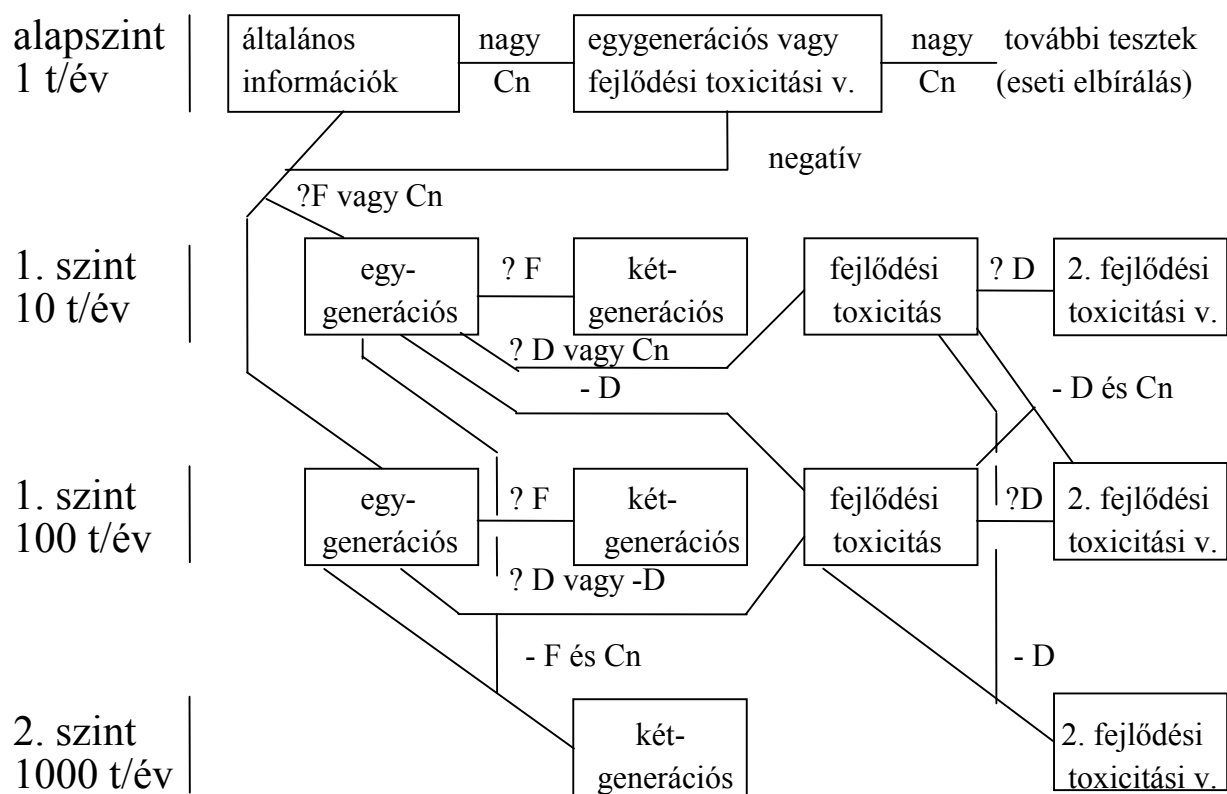 alapszint
1 t/év
általános
információk
nagy
Cn
egygenerációs vagy
fejlődési toxicitási v.
nagy
Cn
további tesztek
(eseti elbírálás)
negatív
?F vagy Cn
1. szint
10 t/év
egy-
generációs
? F
két-
generációs
fejlődési
toxicitás
? D
2. fejlődési
toxicitási v.
? D vagy Cn
- D
- D és Cn
1. szint
100 t/év
egy-
generációs
? F
két-
generációs
fejlődési
toxicitás
?D
2. fejlődési
toxicitási v.
? D vagy -D
- F és Cn
- D
2. szint
1000 t/év
két-
generációs
2. fejlődési
toxicitási v.